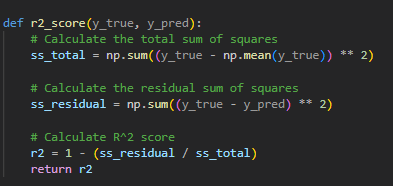 def r2_score(y_true, y_pred):
    # Calculate the total sum of squares
    ss_total = np.sum((y_true - np.mean(y_true)) ** 2)

    # Calculate the residual sum of squares
    ss_residual = np.sum((y_true - y_pred) ** 2)

    # Calculate R^2 score
    r2 = 1 - (ss_residual / ss_total)
    return r2